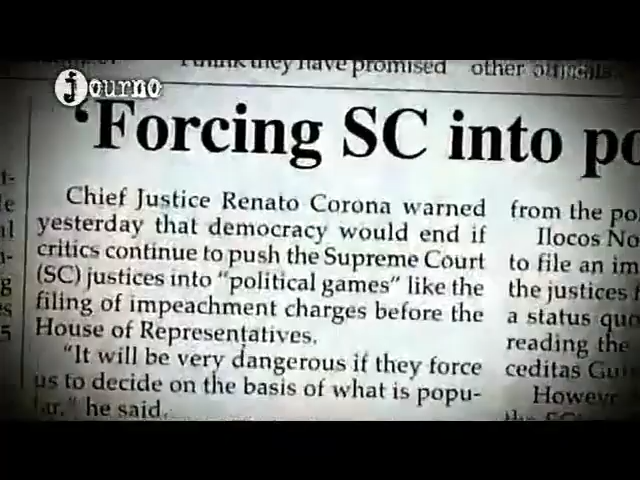 I think they have promised
other officials.
journo
'Forcing SC into po
Chief Justice Renato Corona warned
yesterday that democracy would end if
critics continue to push the Supreme Court
(SC) justices into "political games" like the
filing of impeachment charges before the
House of Representatives.
"It will be very dangerous if they force
us to decide on the basis of what is popu-
lar," he said.
from the po
Ilocos No
to file an im
the justices f
a status quo
reading the
ceditas Gu
Howevr